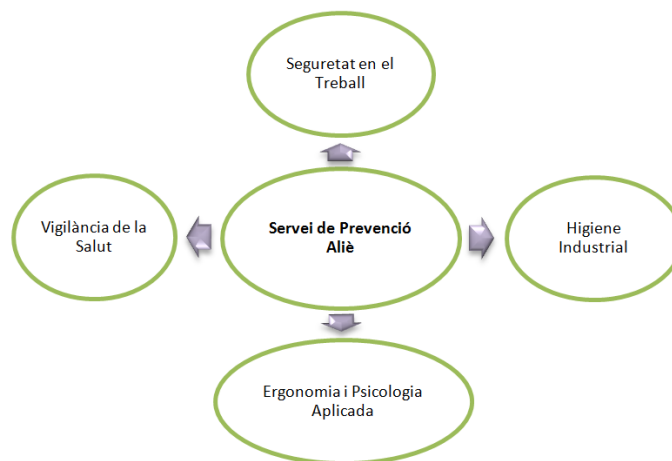 Seguretat en el
Treball
Vigilància de la
Salut
Servei de Prevenció
Aliè
Higiene
Industrial
Ergonomia i Psicologia
Aplicada